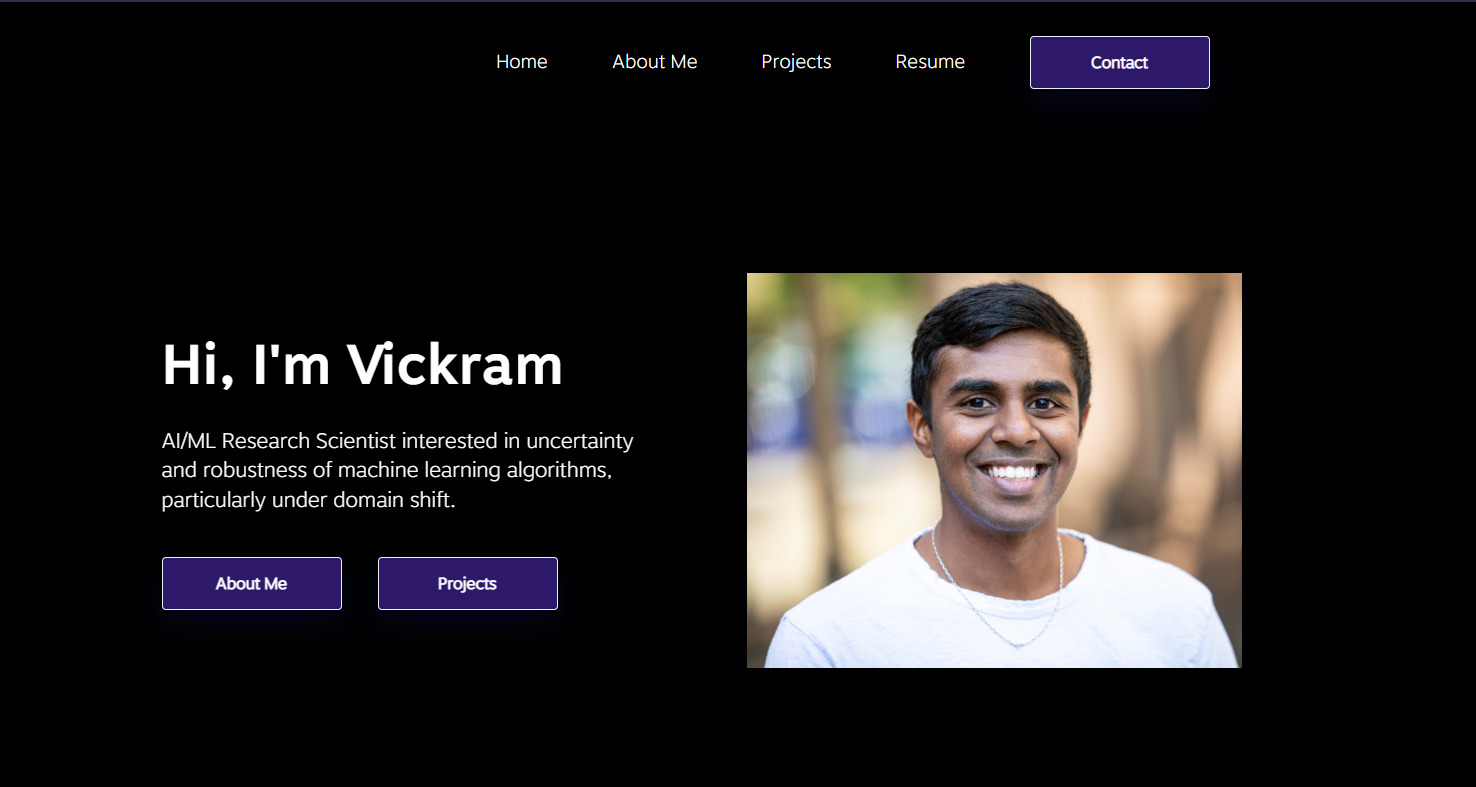 Home About Me Projects Resume Contact
Hi, I'm Vickram
AI/ML Research Scientist interested in uncertainty
and robustness of machine learning algorithms,
particularly under domain shift.
About Me Projects